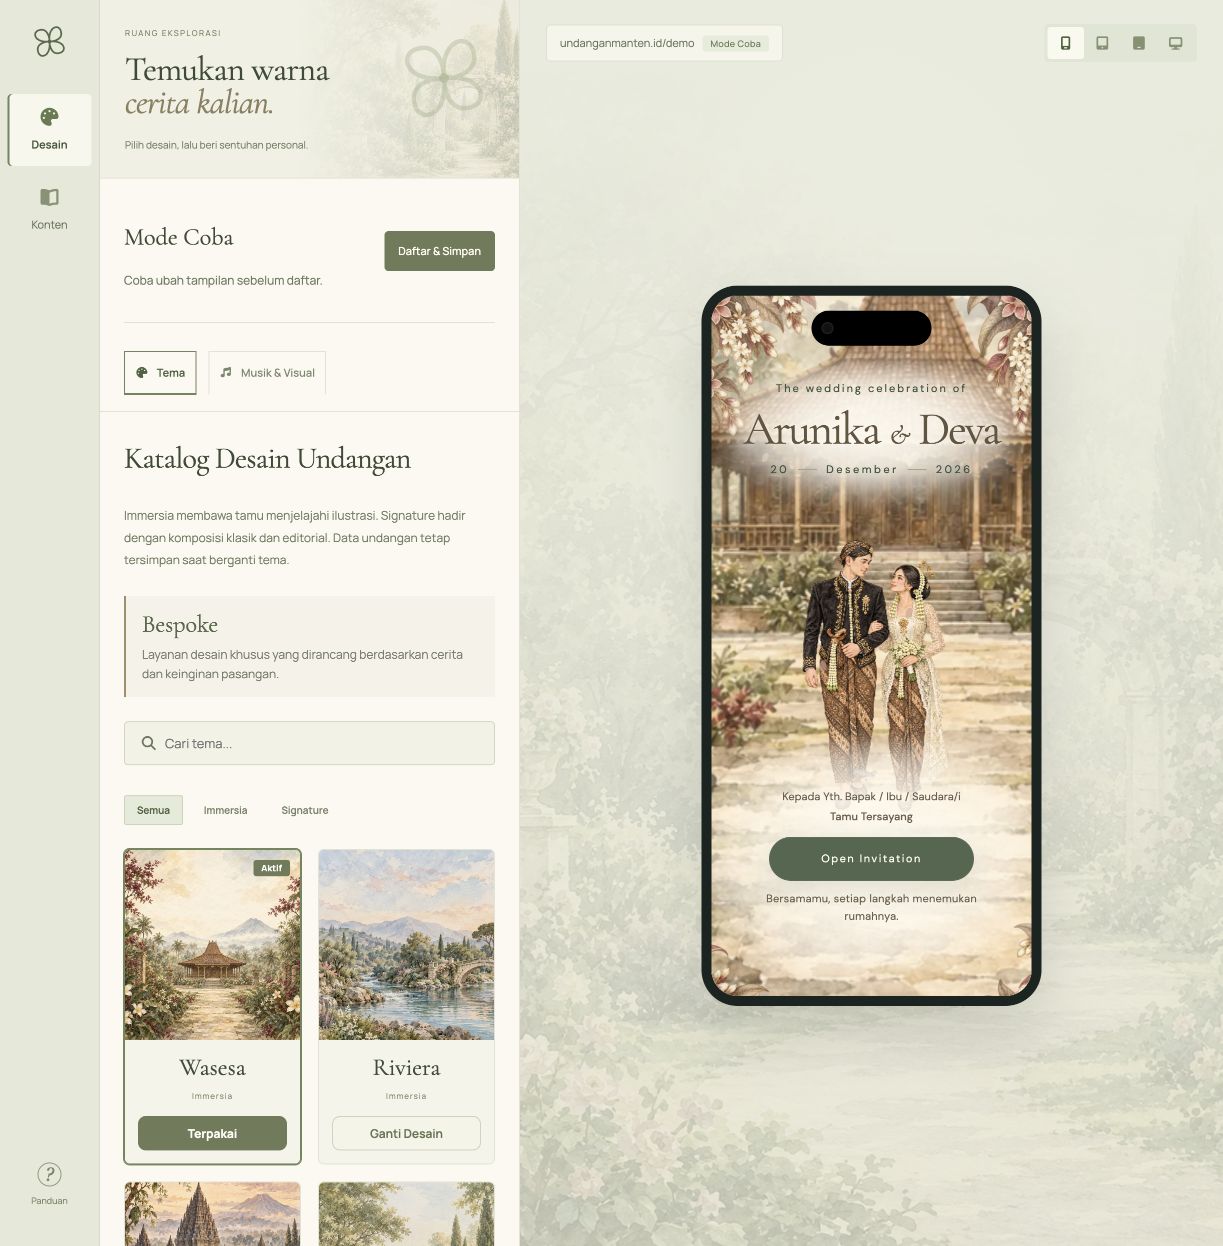 Desain
Konten
Panduan
RUANG EKSPLORASI
Temukan warna
cerita kalian.
Pilih desain, lalu beri sentuhan personal.
Mode Coba
Daftar & Simpan
Coba ubah tampilan sebelum daftar.
Tema
Musik & Visual
Katalog Desain Undangan
Immersia membawa tamu menjelajahi ilustrasi. Signature hadir
dengan komposisi klasik dan editorial. Data undangan tetap
tersimpan saat berganti tema.
Bespoke
Layanan desain khusus yang dirancang berdasarkan cerita
dan keinginan pasangan.
Cari tema...
Semua
Immersia
Signature
Aktif
Wasesa
Immersia
Terpakai
Riviera
Immersia
Ganti Desain
undanganmanten.id/demo
Mode Coba
The wedding celebration of
Arunika & Deva
20 — Desember — 2026
Kepada Yth. Bapak / Ibu / Saudara/i
Tamu Tersayang
Open Invitation
Bersamamu, setiap langkah menemukan
rumahnya.